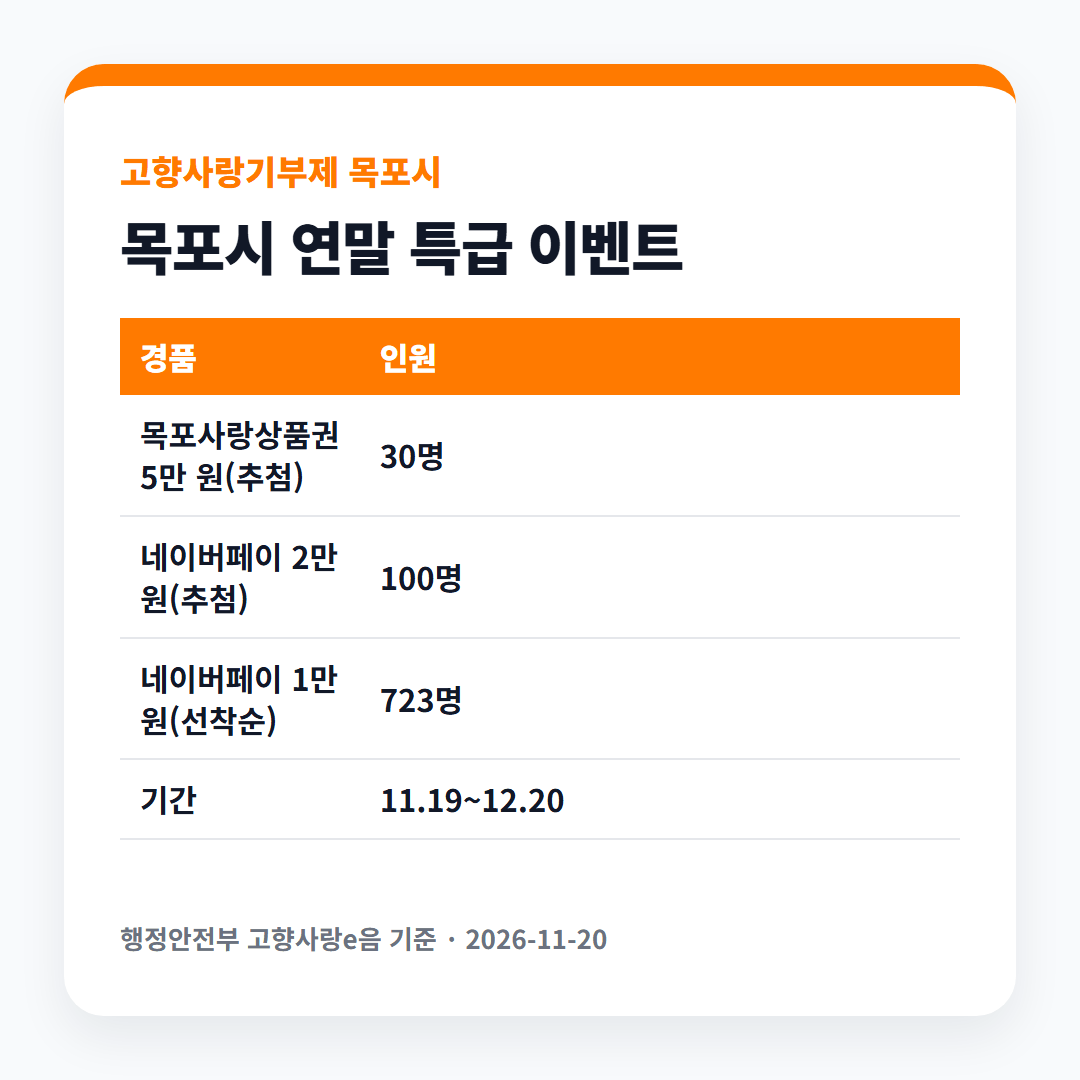 고향사랑기부제 목포시
목포시 연말 특급 이벤트
경품 인원
목포사랑상품권
5만 원(추첨)
30명
네이버페이 2만
원(추첨)
100명
네이버페이 1만
원(선착순)
723명
기간 11.19~12.20
행정안전부 고향사랑e음 기준 · 2026-11-20